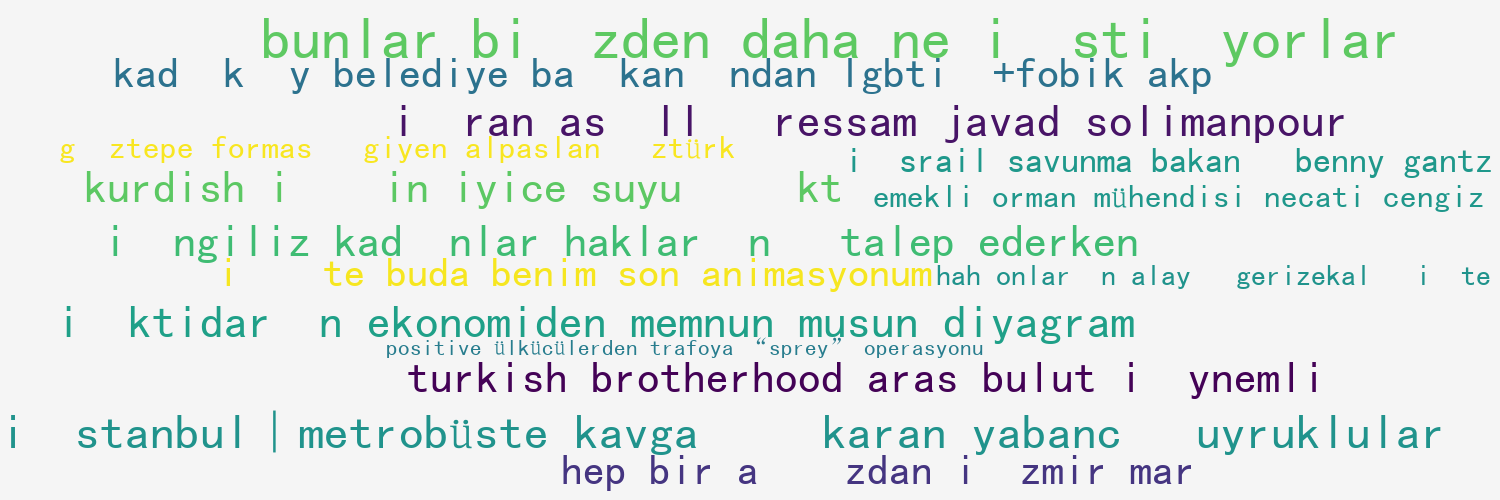 bunlar bi zden daha ne i sti yorlar
kad k y belediye ba kan ndan lgbti +fobik akp
i ran as ll ressam javad solimanpour
g ztepe formas giyen alpaslan ztürk
i srail savunma bakan benny gantz
kurdish i in iyice suyu kt
emekli orman mühendisi necati cengiz
i ngiliz kad nlar haklar n talep ederken
i te buda benim son animasyonum
hah onlar n alay gerizekal i te
i ktidar n ekonomiden memnun musun diyagram
positive ülkücülerden trafoya “sprey” operasyonu
turkish brotherhood aras bulut i ynemli
i stanbul | metrobüste kavga karan yabanc uyruklular
hep bir a zdan i zmir mar